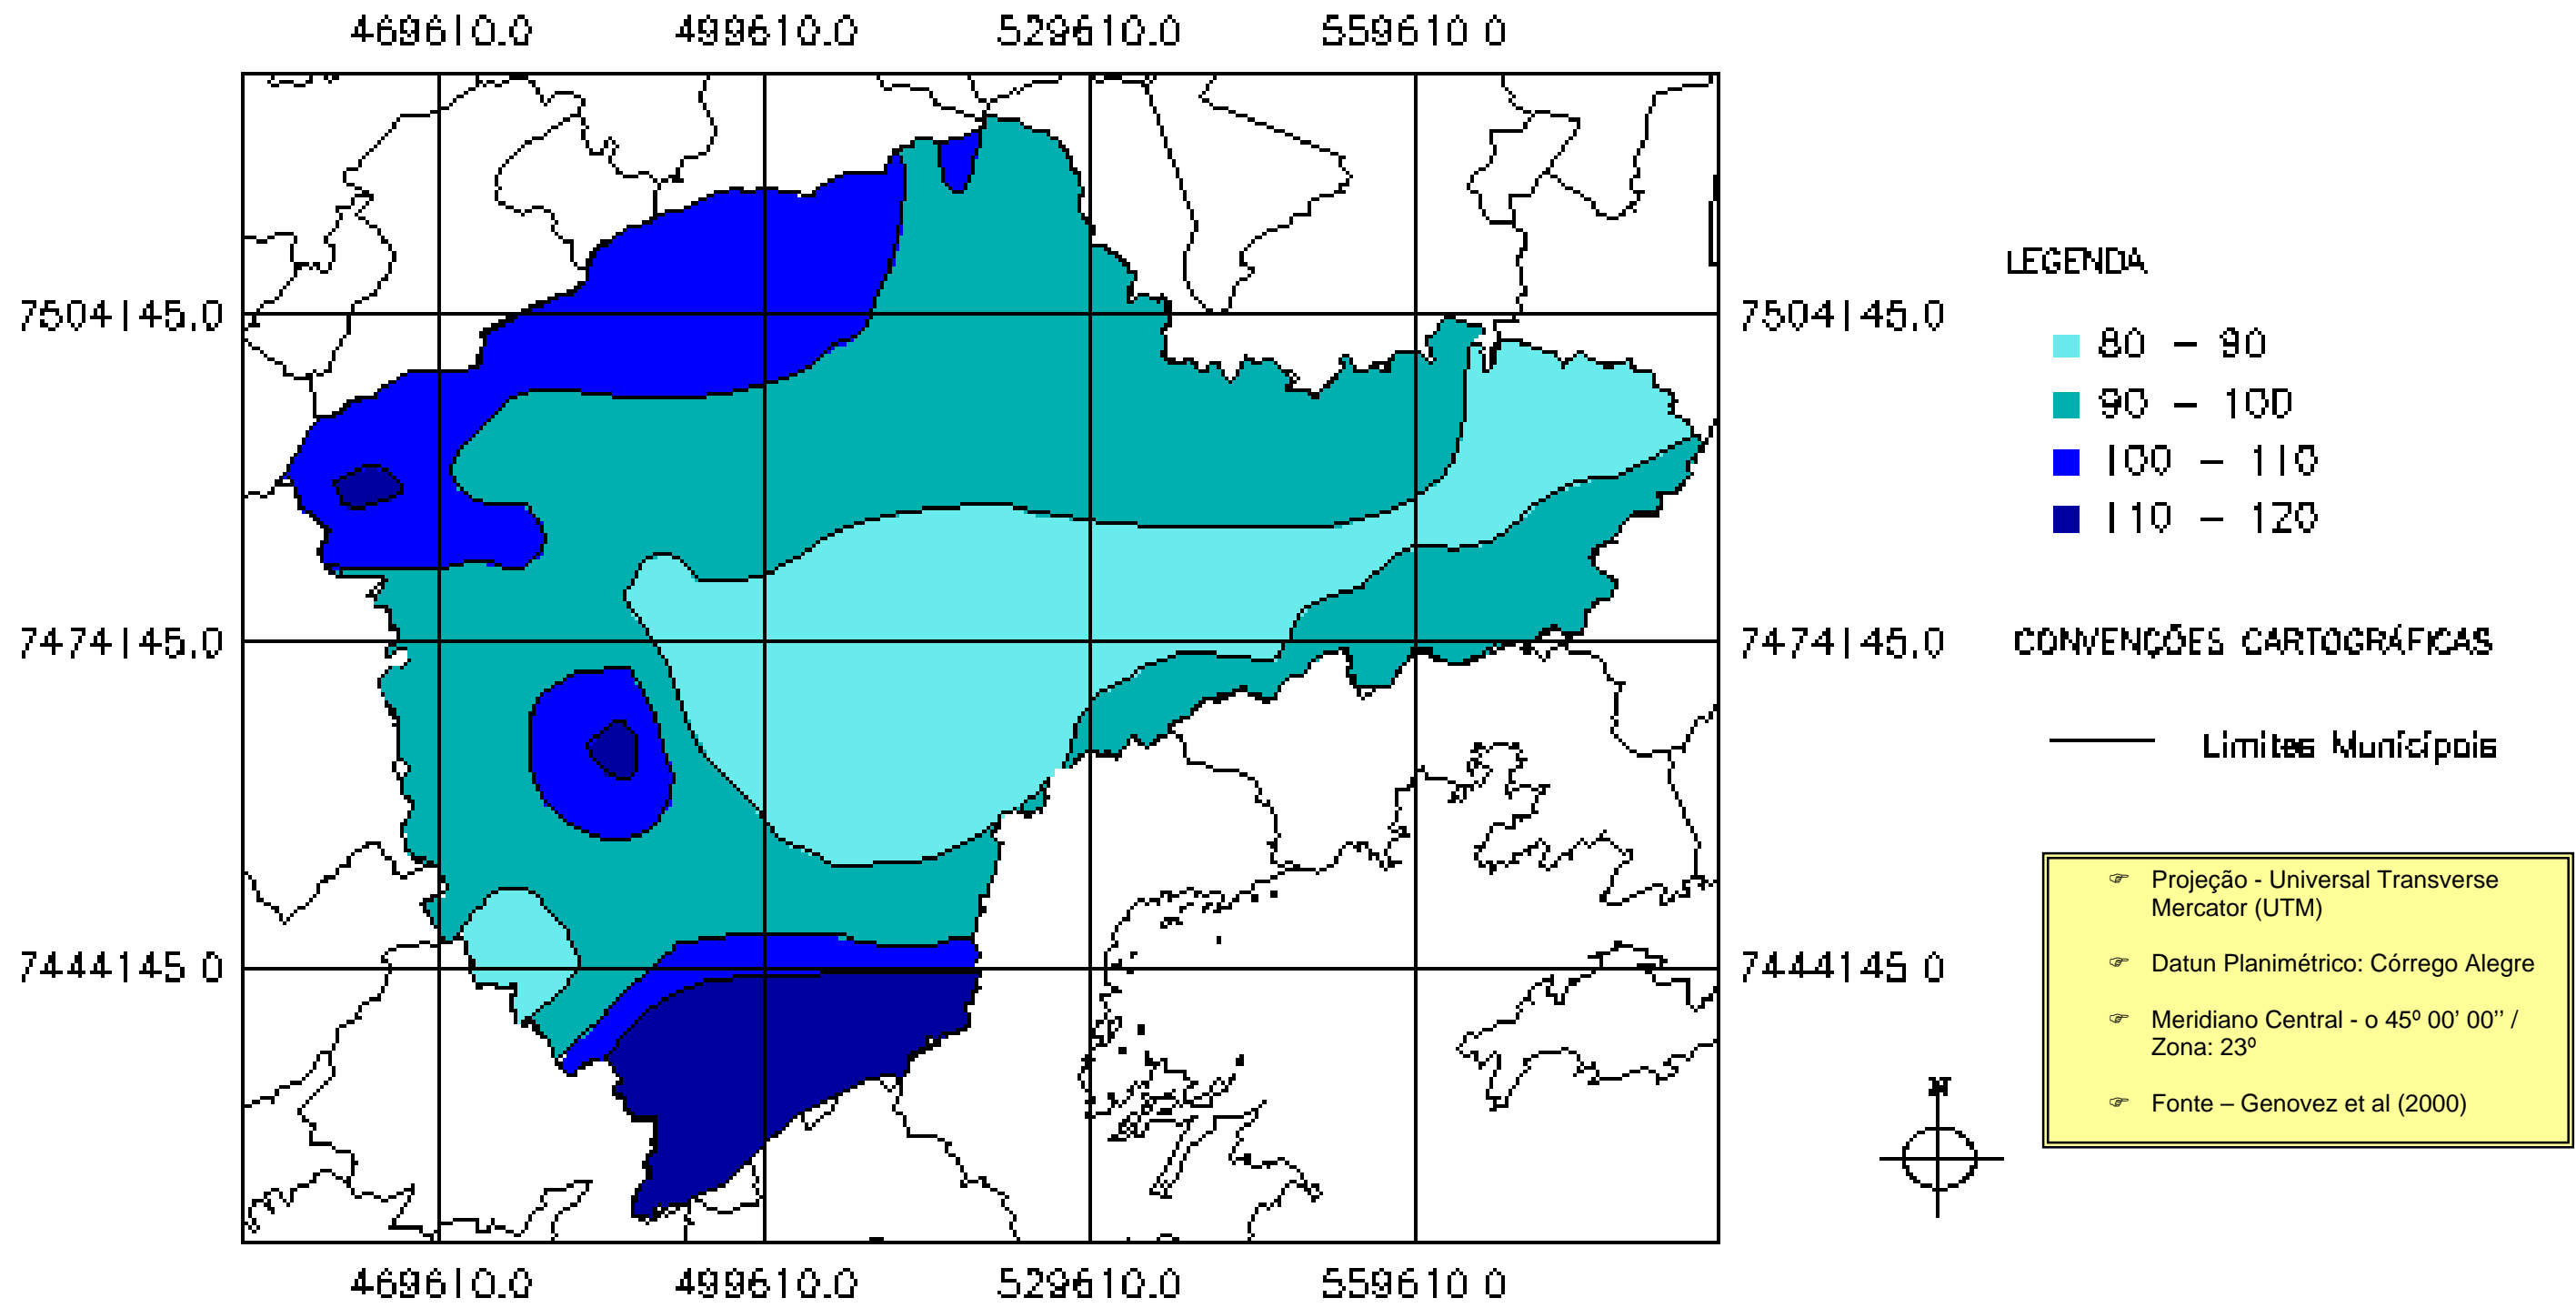 469610.0 499610.0 529610.0 559610 0
7504145.0 7504145.0
7474145.0 7474145.0
7444145 0 7444145 0
469610.0 499610.0 529610.0 559610 0
LEGENDA
80 - 90
90 - 100
100 - 110
110 - 120
CONVENÇÕES CARTOGRÁFICAS
Limites Municípais
☞ Projeção - Universal Transverse
Mercator (UTM)
☞ Datun Planimétrico: Córrego Alegre
☞ Meridiano Central - o 45º 00’ 00’’ /
Zona: 23º
☞ Fonte – Genovez et al (2000)
N